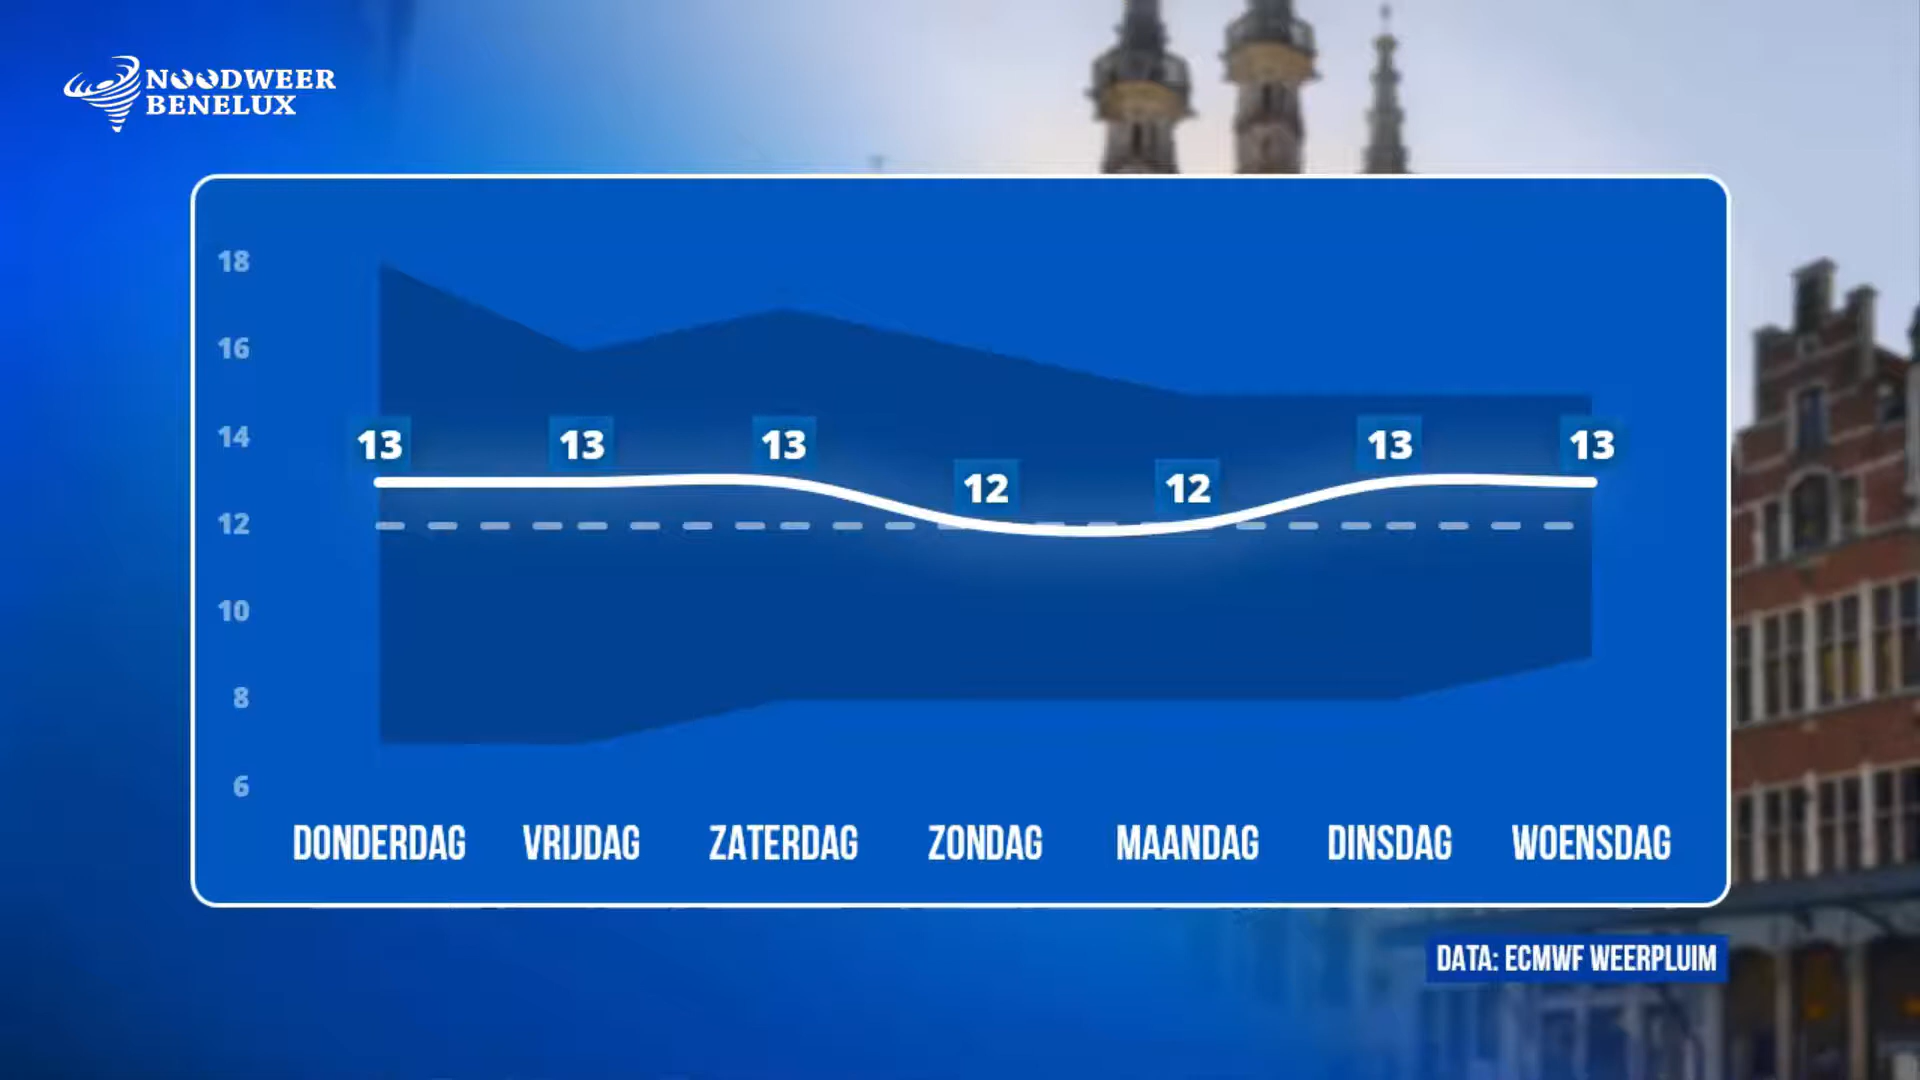 NOODWEER
BENELUX
18
16
14
12
10
8
6
13
13
13
12
12
13
13
DONDERDAG
VRIJDAG
ZATERDAG
ZONDAG
MAANDAG
DINSDAG
WOENSDAG
DATA: ECMWF WEERPLUIM